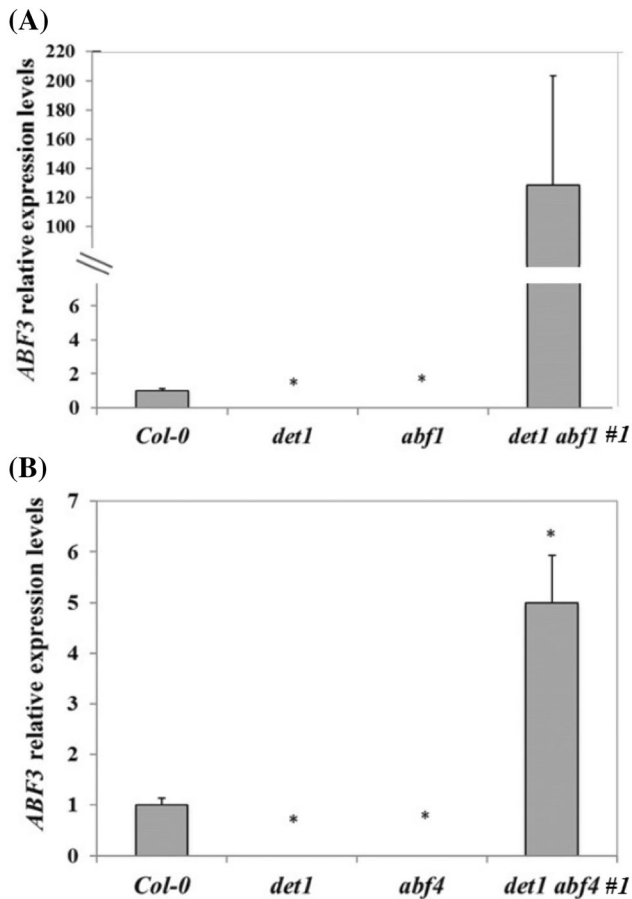 (A)
ABF3 relative expression levels
220
200
180
160
140
120
100
6
4
2
0
*
*
Col-0
det1
abf1
det1 abf1 #1
(B)
ABF3 relative expression levels
7
6
5
4
3
2
1
0
*
*
*
Col-0
det1
abf4
det1 abf4 #1